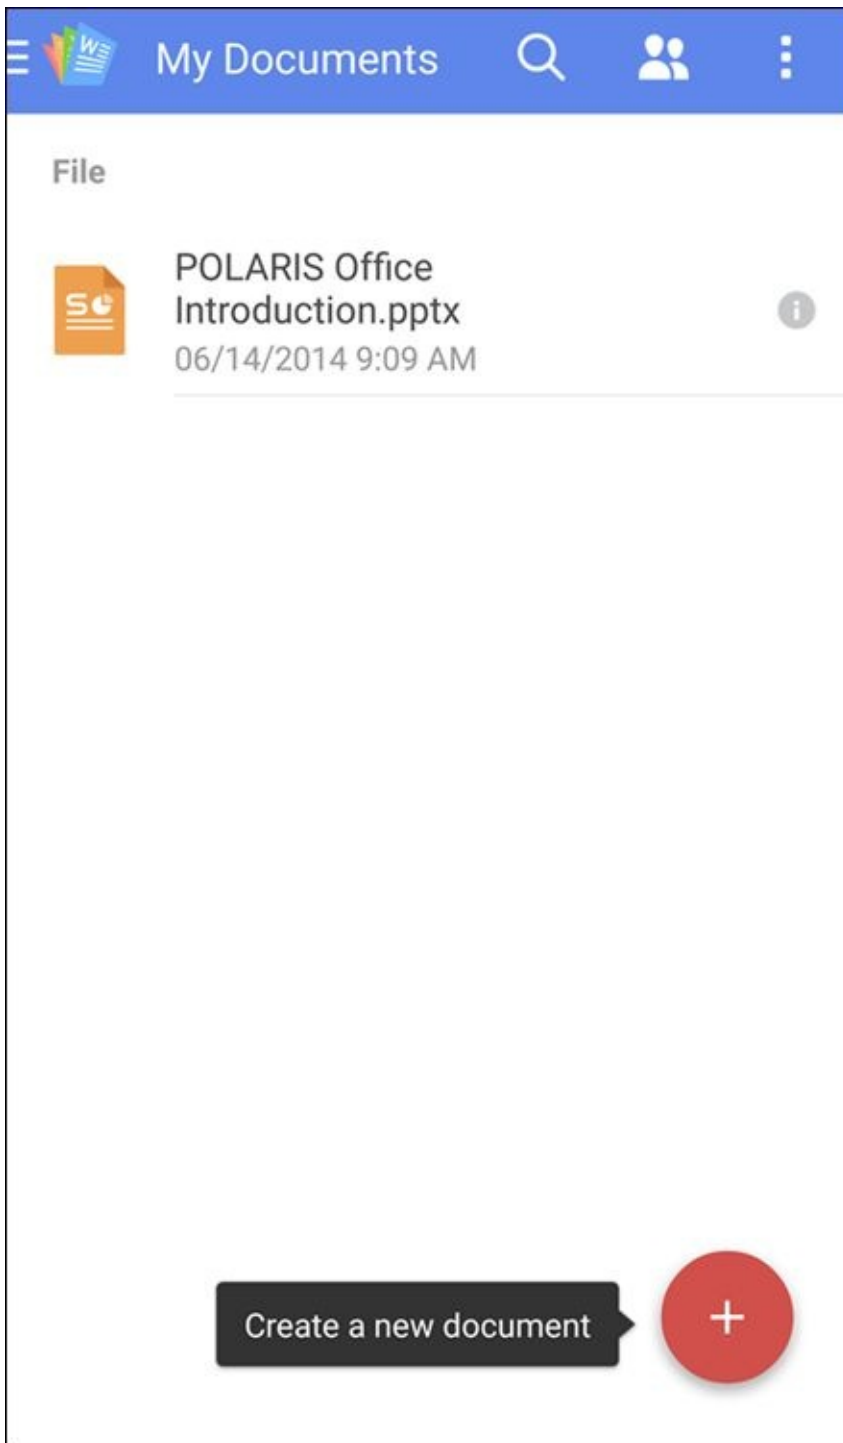 My Documents
File
POLARIS Office
Introduction.pptx
06/14/2014 9:09 AM
Create a new document